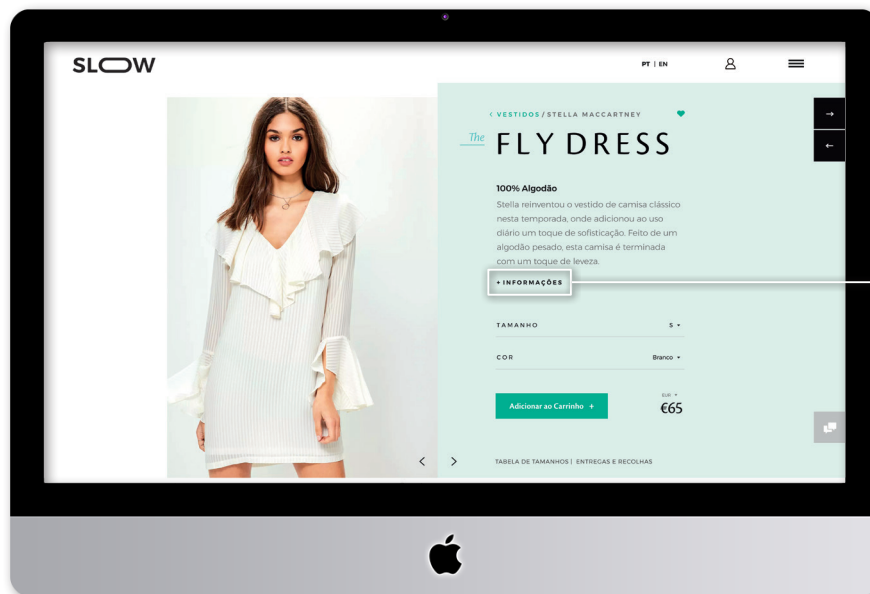 SLOW
PT | EN
< VESTIDOS / STELLA MACCARTNEY
The FLY DRESS
100% Algodão
Stella reinventou o vestido de camisa clássico
nesta temporada, onde adicionou ao uso
diário um toque de sofisticação. Feito de um
algodão pesado, esta camisa é terminada
com um toque de leveza.
+ INFORMAÇÕES
TAMANHO S
COR Branco
EUR
Adicionar ao Carrinho + €65
TABELA DE TAMANHOS | ENTREGAS E RECOLHAS